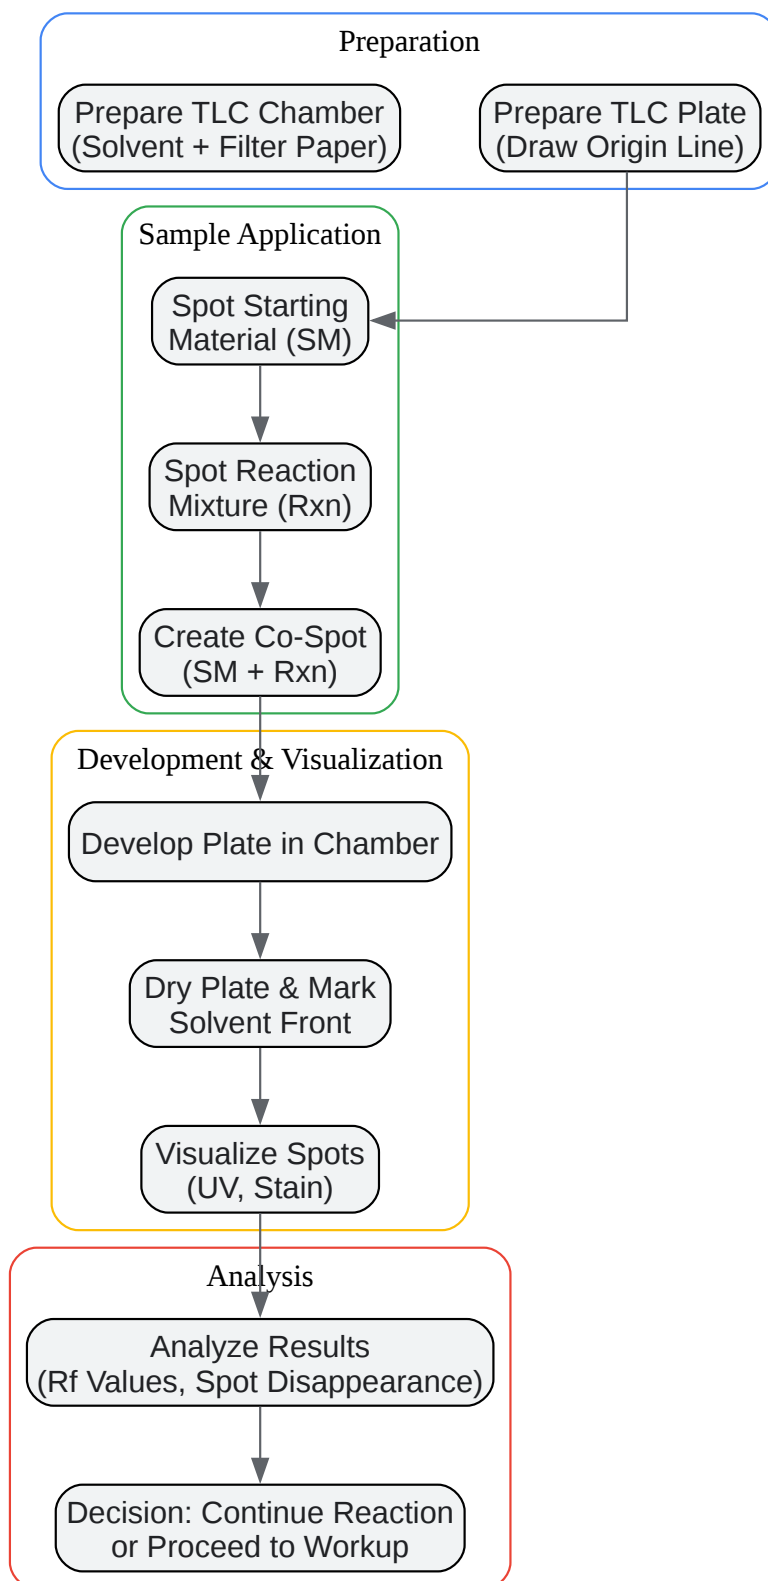 Preparation
Prepare TLC Chamber
(Solvent + Filter Paper)
Prepare TLC Plate
(Draw Origin Line)
Sample Application
Spot Starting
Material (SM)
Spot Reaction
Mixture (Rxn)
Create Co-Spot
(SM + Rxn)
Development & Visualization
Develop Plate in Chamber
Dry Plate & Mark
Solvent Front
Visualize Spots
(UV, Stain)
Analysis
Analyze Results
(Rf Values, Spot Disappearance)
Decision: Continue Reaction
or Proceed to Workup